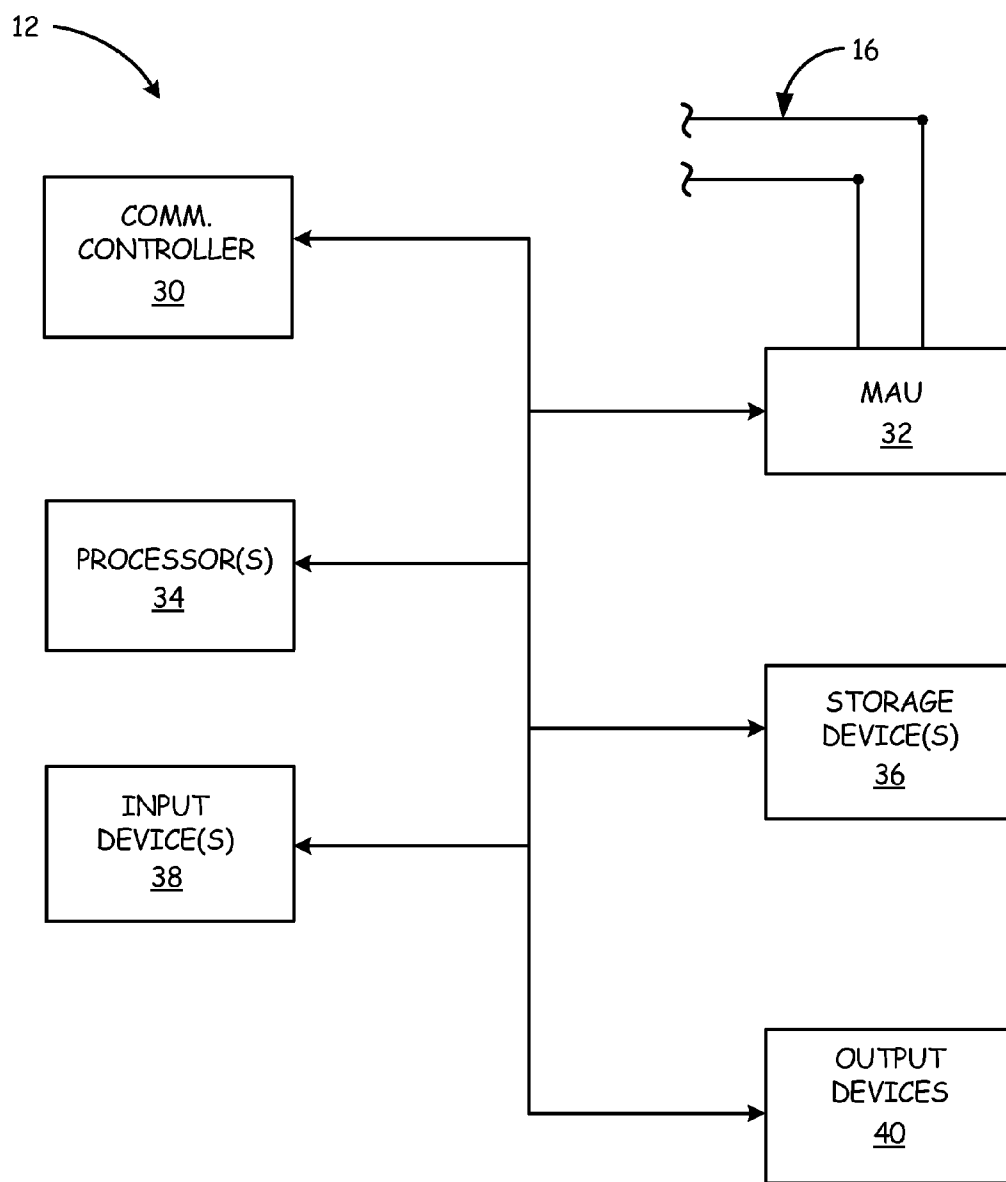 12
16
COMM.
CONTROLLER
30
MAU
32
PROCESSOR(S)
34
STORAGE
DEVICE(S)
36
INPUT
DEVICE(S)
38
OUTPUT
DEVICES
40